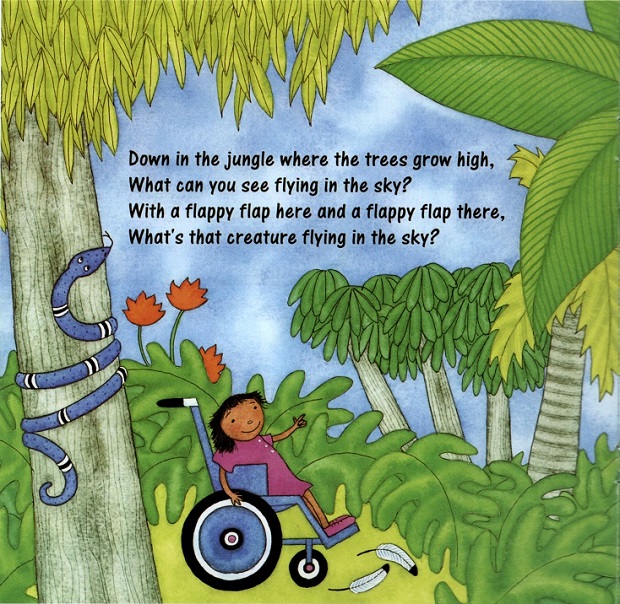 Down in the jungle where the trees grow high,
What can you see flying in the sky?
With a flappy flap here and a flappy flap there,
What's that creature flying in the sky?